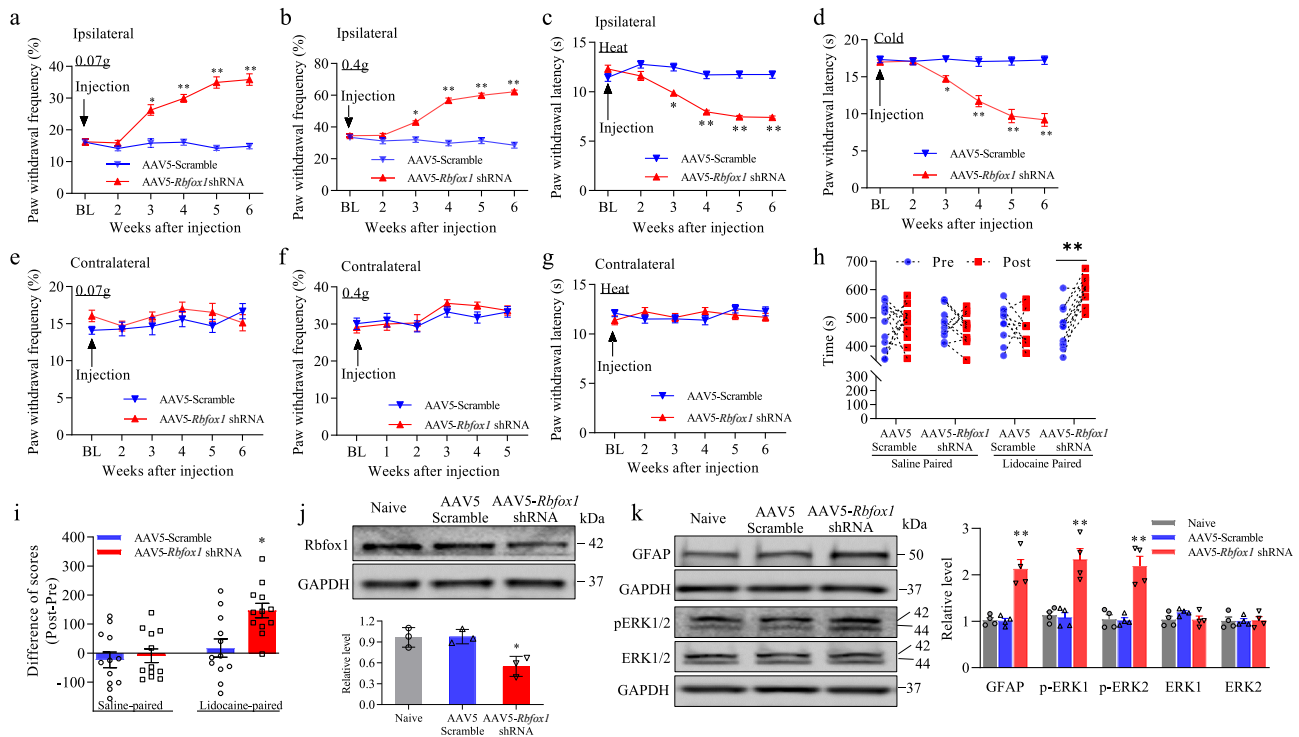 a
Ipsilateral
0.07g
Injection
Paw withdrawal frequency (%)
40
30
20
10
0
AAV5-Scramble
AAV5-Rbfox1shRNA
BL 2 3 4 5 6
Weeks after injection
* ** ** **
b
Ipsilateral
0.4g
Injection
Paw withdrawal frequency (%)
80
60
40
20
0
AAV5-Scramble
AAV5-Rbfox1 shRNA
BL 2 3 4 5 6
Weeks after injection
* ** ** **
c
Ipsilateral
Heat
Injection
Paw withdrawal latency (s)
15
10
5
0
AAV5-Scramble
AAV5-Rbfox1 shRNA
BL 2 3 4 5 6
Weeks after injection
* ** ** **
d
Cold
Injection
Paw withdrawal latency (s)
20
15
10
5
0
AAV5-Scramble
AAV5-Rbfox1 shRNA
BL 2 3 4 5 6
Weeks after injection
* ** ** **
e
Contralateral
0.07g
Injection
Paw withdrawal frequency (%)
20
15
10
5
0
AAV5-Scramble
AAV5-Rbfox1 shRNA
BL 2 3 4 5 6
Weeks after injection
f
Contralateral
0.4g
Injection
Paw withdrawal frequency (%)
40
30
20
10
0
AAV5-Scramble
AAV5-Rbfox1 shRNA
BL 1 2 3 4 5
Weeks after injection
g
Contralateral
Heat
Injection
Paw withdrawal latency (s)
15
10
5
0
AAV5-Scramble
AAV5-Rbfox1 shRNA
BL 2 3 4 5 6
Weeks after injection
h
Pre Post
**
Time(s)
700
600
500
400
300
200
100
0
AAV5 Scramble
AAV5-Rbfox1 shRNA
AAV5 Scramble
AAV5-Rbfox1 shRNA
Saline Paired
Lidocaine Paired
i
AAV5-Scramble
AAV5-Rbfox1 shRNA
*
Difference of scores
(Post-Pre)
400
300
200
100
0
-100
Saline-paired
Lidocaine-paired
j
Naive
AAV5
Scramble
AAV5-Rbfox1
shRNA
kDa
Rbfox1
42
GAPDH
37
Relative level
1.2
0.9
0.6
0.3
0.0
*
Naive
AAV5
Scramble
AAV5-Rbfox1
shRNA
k
Naive
AAV5
Scramble
AAV5-Rbfox1
shRNA
kDa
GFAP
50
GAPDH
37
pERK1/2
42
44
ERK1/2
42
44
GAPDH
37
Naive
AAV5-Scramble
AAV5-Rbfox1 shRNA
** ** **
Relative level
3
2
1
0
GFAP p-ERK1 p-ERK2 ERK1 ERK2